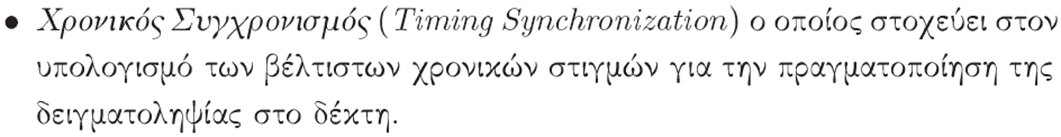 • Χρονικός Συγχρονισμός (Timing Synchronization) ο οποίος στοχεύει στον
υπολογισμό των βέλτιστων χρονικών στιγμών για την πραγματοποίηση της
δειγματοληψίας στο δέκτη.